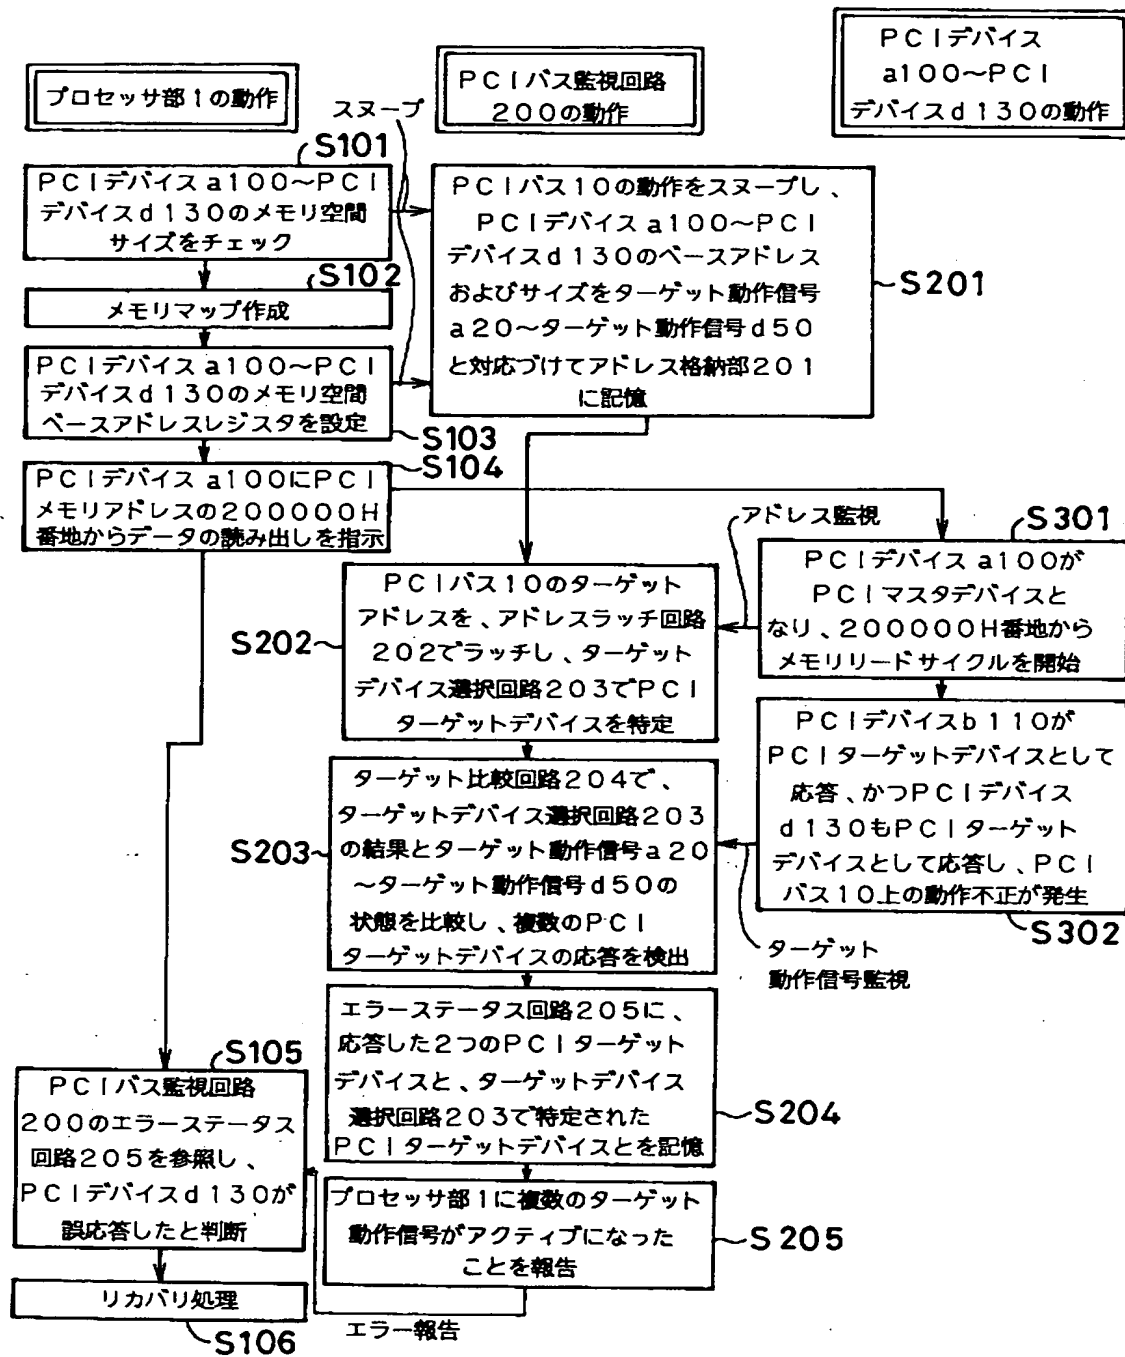 プロセッサ部1の動作
スヌープ
PCIバス監視回路
200の動作
PCIデバイス
a100～PCI
デバイスd130の動作
S101
PCIデバイスa100～PCI
デバイスd130のメモリ空間
サイズをチェック
S102
メモリマップ作成
PCIデバイスa100～PCI
デバイスd130のメモリ空間
ベースアドレスレジスタを設定
S103
S104
PCIデバイスa100にPCI
メモリアドレスの200000H
番地からデータの読み出しを指示
PCIバス10の動作をスヌープし、
PCIデバイスa100～PCI
デバイスd130のベースアドレス
およびサイズをターゲット動作信号
a20～ターゲット動作信号d50
と対応づけてアドレス格納部201
に記憶
S201
アドレス監視
S301
PCIデバイスa100が
PCIマスタデバイスと
なり、200000H番地から
メモリリードサイクルを開始
PCIバス10のターゲット
アドレスを、アドレスラッチ回路
202でラッチし、ターゲット
デバイス選択回路203でPCI
ターゲットデバイスを特定
S202
PCIデバイスb110が
PCIターゲットデバイスとして
応答、かつPCIデバイス
d130もPCIターゲット
デバイスとして応答し、PCI
バス10上の動作不正が発生
S302
ターゲット比較回路204で、
ターゲットデバイス選択回路203
の結果とターゲット動作信号a20
～ターゲット動作信号d50の
状態を比較し、複数のPCI
ターゲットデバイスの応答を検出
S203
ターゲット
動作信号監視
エラーステータス回路205に、
応答した2つのPCIターゲット
デバイスと、ターゲットデバイス
選択回路203で特定された
PCIターゲットデバイスとを記憶
S204
S105
PCIバス監視回路
200のエラーステータス
回路205を参照し、
PCIデバイスd130が
誤応答したと判断
プロセッサ部1に複数のターゲット
動作信号がアクティブになった
ことを報告
S205
リカバリ処理
S106
エラー報告